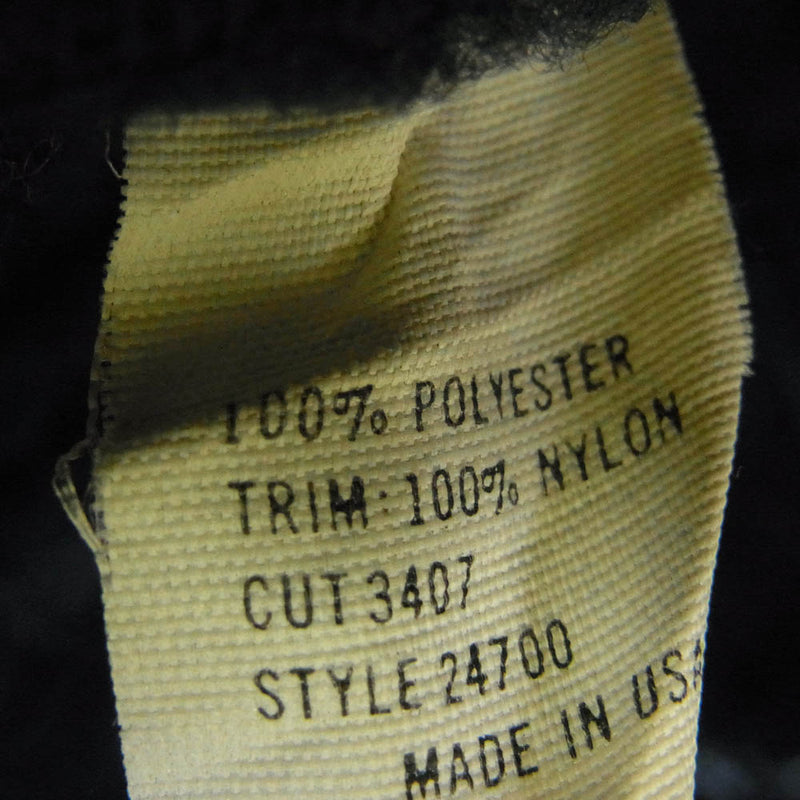 100% POLYESTER
TRIM: 100% NYLON
CUT 3407
STYLE 24700
MADE IN USA